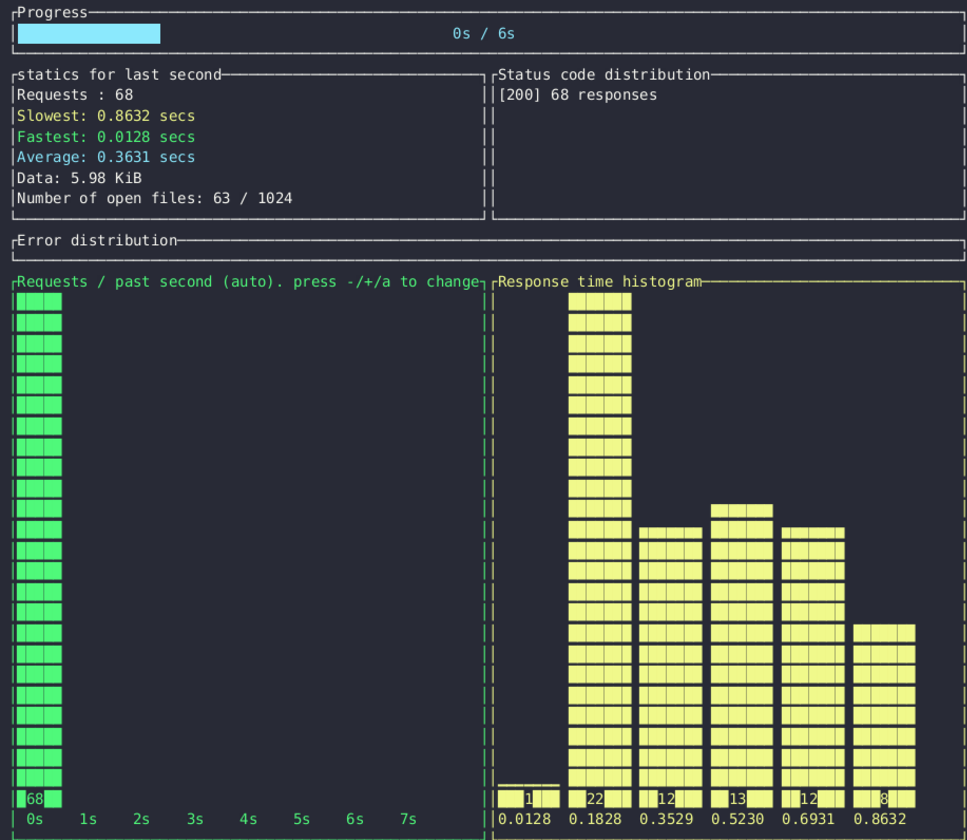 Progress
0s / 6s
statics for last second
Requests : 68
Slowest: 0.8632 secs
Fastest: 0.0128 secs
Average: 0.3631 secs
Data: 5.98 KiB
Number of open files: 63 / 1024
Status code distribution
[200] 68 responses
Error distribution
Requests / past second (auto). press -/+/a to change
68
0s 1s 2s 3s 4s 5s 6s 7s
Response time histogram
1 22 12 13 12 8
0.0128 0.1828 0.3529 0.5230 0.6931 0.8632